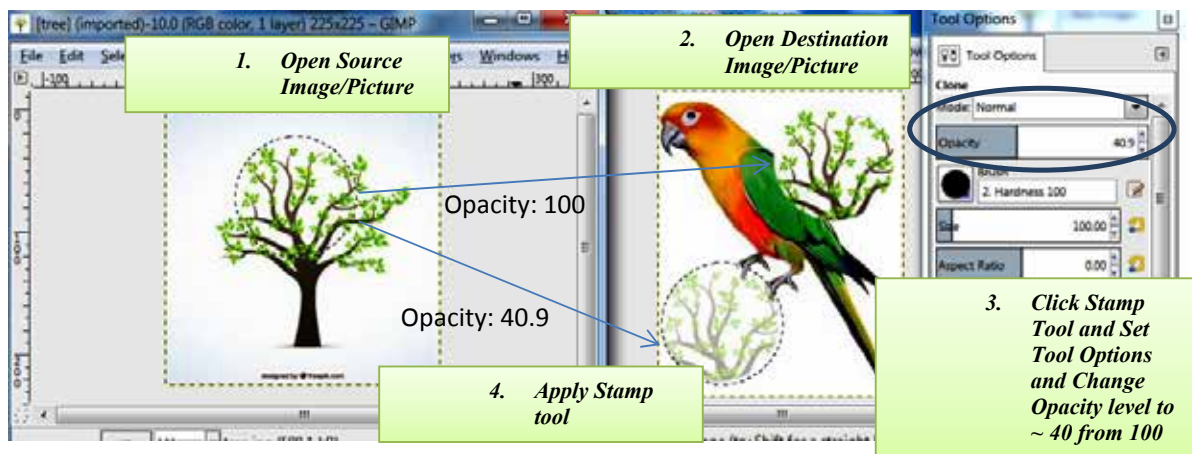 [tree] (imported)-10.0 (RGB color, 1 layer) 225x225 – GIMP
File Edit Windows
1. Open Source
Image/Picture
2. Open Destination
Image/Picture
Tool Options
Tool Options
Clone
Mode: Normal
Opacity 40.9
Brush
2. Hardness 100
Size 100.00
Aspect Ratio 0.00
Opacity: 100
Opacity: 40.9
3. Click Stamp
Tool and Set
Tool Options
and Change
Opacity level to
~ 40 from 100
4. Apply Stamp
tool